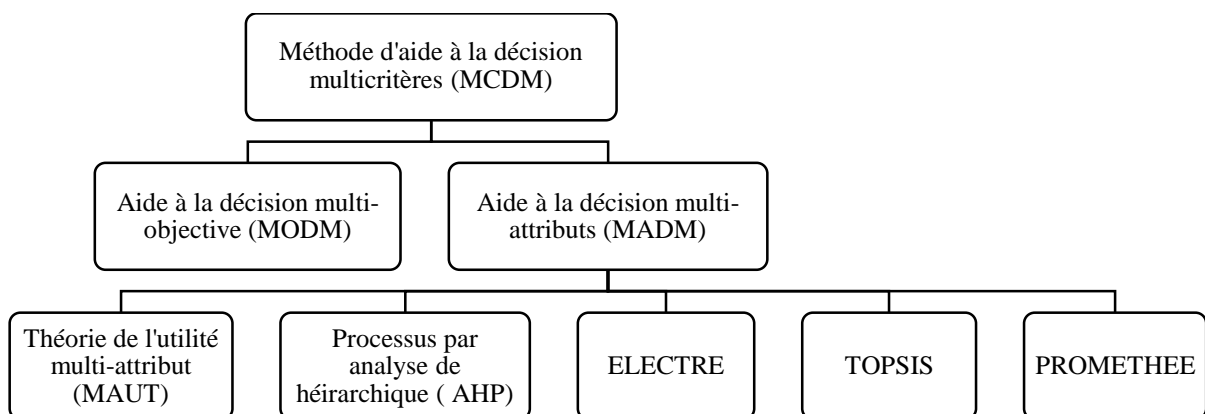 Méthode d'aide à la décision
multicritères (MCDM)
Aide à la décision multi-
objective (MODM)
Aide à la décision multi-
attributs (MADM)
Théorie de l'utilité
multi-attribut
(MAUT)
Processus par
analyse de
héirarchique ( AHP)
ELECTRE
TOPSIS
PROMETHEE